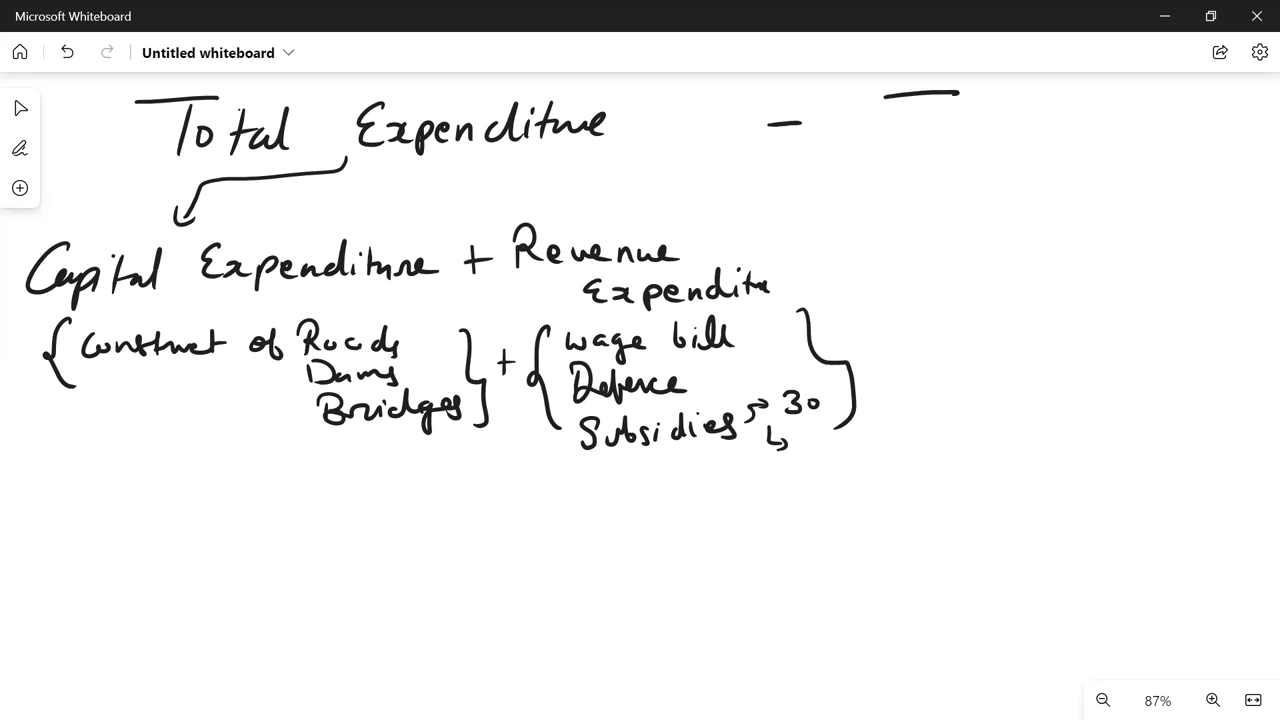 Microsoft Whiteboard
Untitled whiteboard
Total Expenditure -
Capital Expenditure + Revenue
Expenditu
{ Construct of Roads } + { wage bill }
Dams
Defence
Bridges
Subsidies → 30
87%